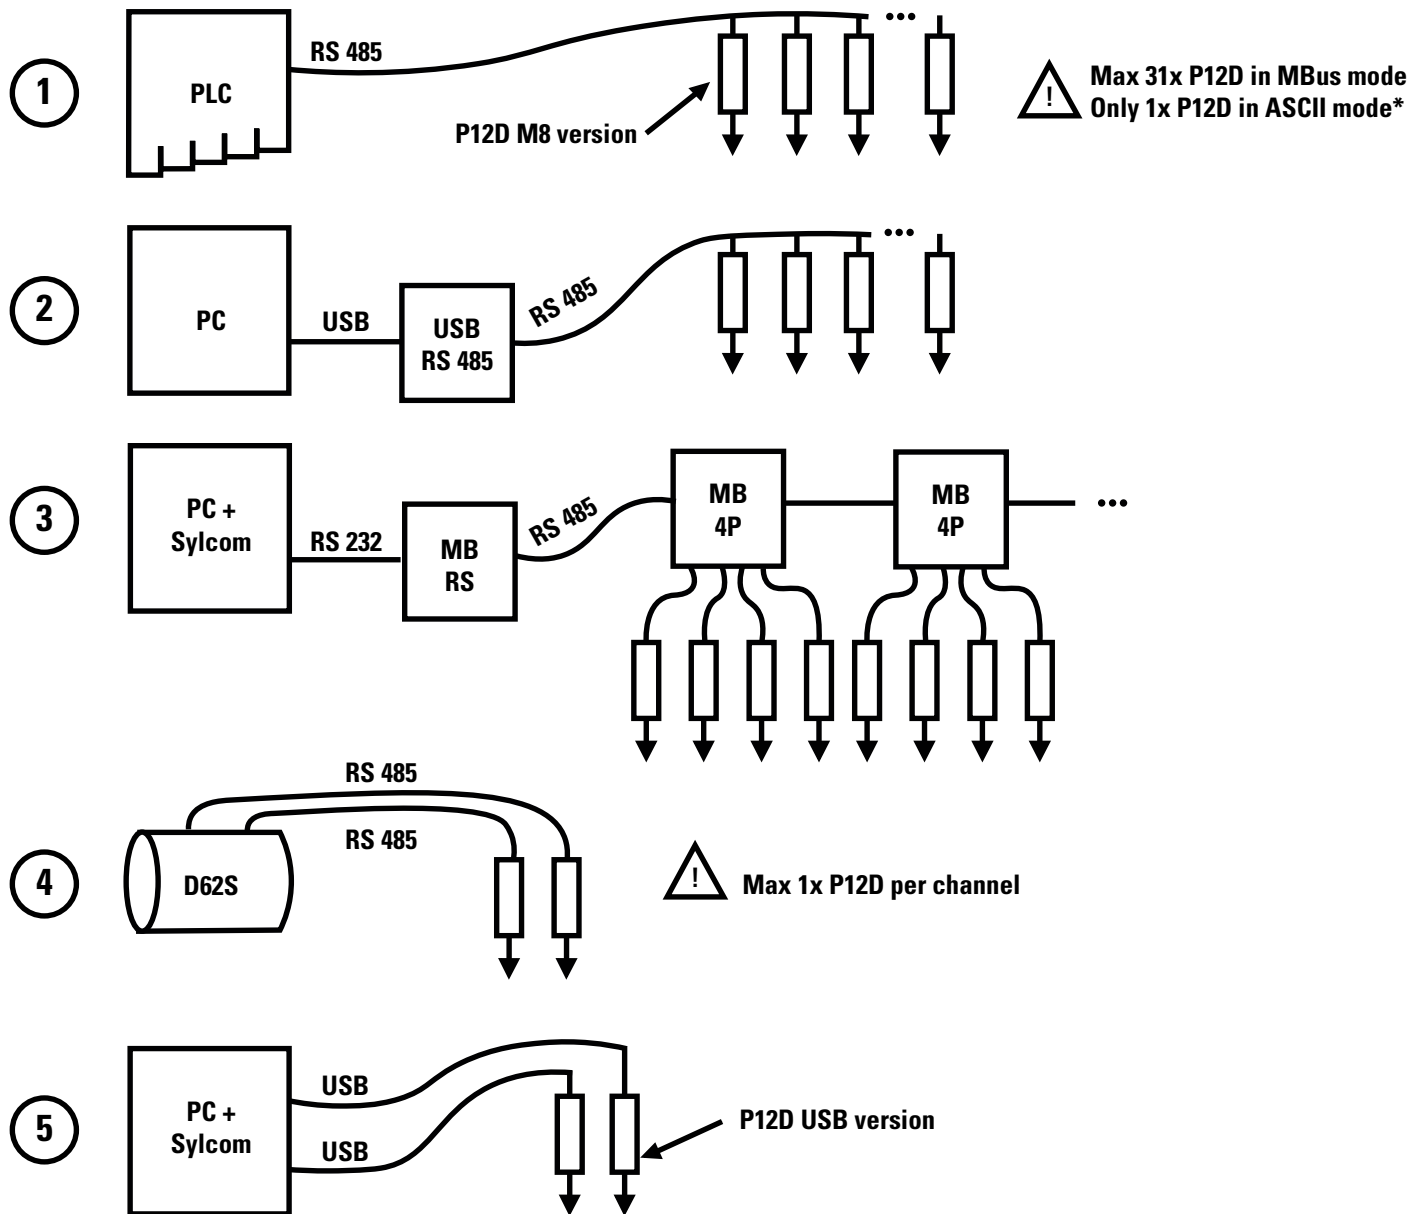 1
PLC
RS 485
•••
P12D M8 version
!
Max 31x P12D in MBus mode
Only 1x P12D in ASCII mode*
2
PC
USB
USB
RS 485
RS 485
•••
3
PC +
Sylcom
RS 232
MB
RS
RS 485
MB
4P
MB
4P
•••
4
D62S
RS 485
RS 485
!
Max 1x P12D per channel
5
PC +
Sylcom
USB
USB
P12D USB version